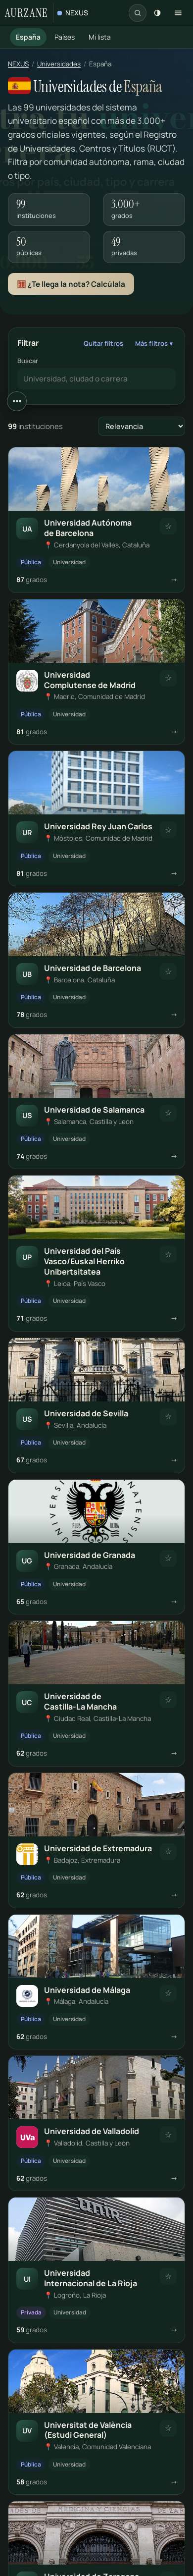 AURZANE NEXUS
España Países Mi lista
NEXUS / Universidades / España
Universidades de España
Las 99 universidades del sistema
universitario español con más de 3.000+
grados oficiales vigentes, según el Registro
de Universidades, Centros y Títulos (RUCT).
Filtra por comunidad autónoma, rama, ciudad
o tipo.
99
instituciones
3.000+
grados
50
públicas
49
privadas
¿Te llega la nota? Calcúlala
Filtrar Quitar filtros Más filtros ▾
Buscar
Universidad, ciudad o carrera
99 instituciones Relevancia
UA
Universidad Autónoma
de Barcelona
Cerdanyola del Vallès, Cataluña
Pública Universidad
87 grados →
Universidad
Complutense de Madrid
Madrid, Comunidad de Madrid
Pública Universidad
81 grados →
UR
Universidad Rey Juan Carlos
Móstoles, Comunidad de Madrid
Pública Universidad
81 grados →
UB
Universidad de Barcelona
Barcelona, Cataluña
Pública Universidad
78 grados →
US
Universidad de Salamanca
Salamanca, Castilla y León
Pública Universidad
74 grados →
UP
Universidad del País
Vasco/Euskal Herriko
Unibertsitatea
Leioa, País Vasco
Pública Universidad
71 grados →
US
Universidad de Sevilla
Sevilla, Andalucía
Pública Universidad
67 grados →
UG
Universidad de Granada
Granada, Andalucía
Pública Universidad
65 grados →
UC
Universidad de
Castilla-La Mancha
Ciudad Real, Castilla-La Mancha
Pública Universidad
62 grados →
Universidad de Extremadura
Badajoz, Extremadura
Pública Universidad
62 grados →
Universidad de Málaga
Málaga, Andalucía
Pública Universidad
62 grados →
UVa
Universidad de Valladolid
Valladolid, Castilla y León
Pública Universidad
62 grados →
unir
UI
Universidad
Internacional de La Rioja
Logroño, La Rioja
Privada Universidad
59 grados →
UV
Universitat de València
(Estudi General)
Valencia, Comunidad Valenciana
Pública Universidad
58 grados →
Universidad de Zaragoza